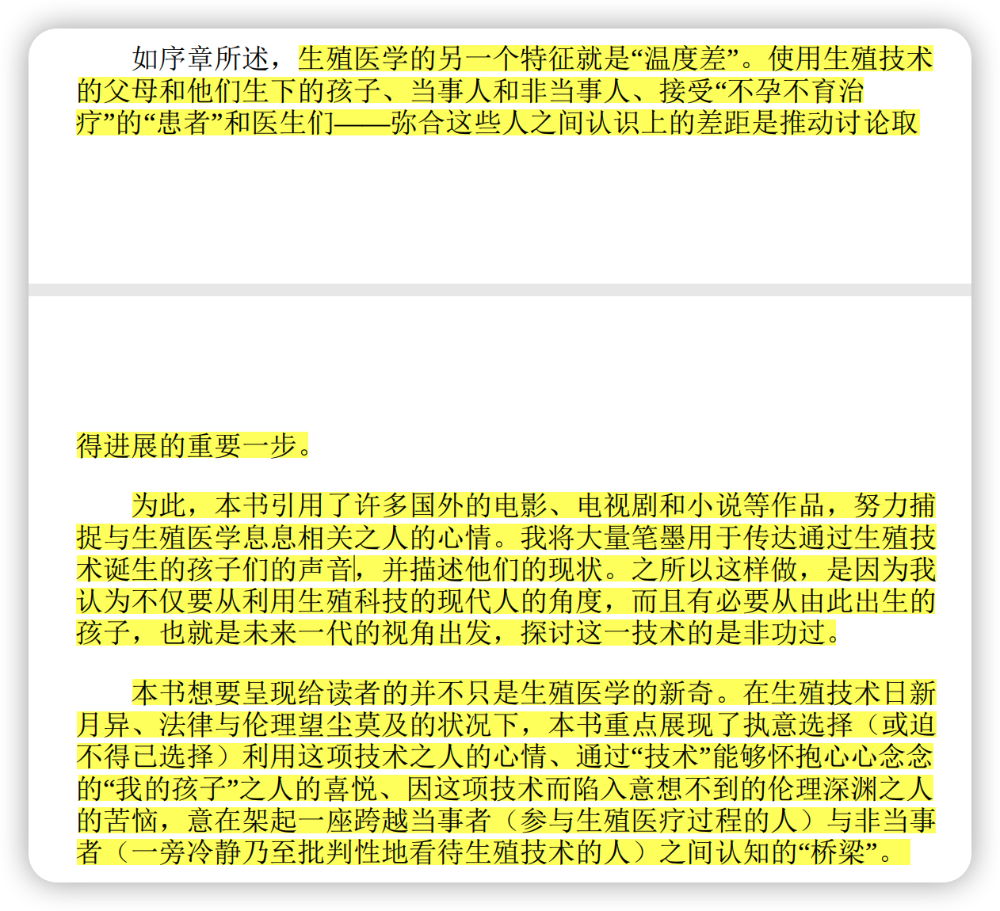 如序章所述，生殖医学的另一个特征就是“温度差”。使用生殖技术
的父母和他们生下的孩子、当事人和非当事人、接受“不孕不育治
疗”的“患者”和医生们——弥合这些人之间认识上的差距是推动讨论取
得进展的重要一步。
为此，本书引用了许多国外的电影、电视剧和小说等作品，努力捕
捉与生殖医学息息相关之人的心情。我将大量笔墨用于传达通过生殖技
术诞生的孩子们的声音，并描述他们的现状。之所以这样做，是因为我
认为不仅要从利用生殖科技的现代人的角度，而且有必要从由此出生的
孩子，也就是未来一代的视角出发，探讨这一技术的是非功过。
本书想要呈现给读者的并不只是生殖医学的新奇。在生殖技术日新
月异、法律与伦理望尘莫及的状况下，本书重点展现了执意选择（或迫
不得已选择）利用这项技术之人的心情、通过“技术”能够怀抱心心念念
的“我的孩子”之人的喜悦、因这项技术而陷入意想不到的伦理深渊之人
的苦恼，意在架起一座跨越当事者（参与生殖医疗过程的人）与非当事
者（一旁冷静乃至批判性地看待生殖技术的人）之间认知的“桥梁”。